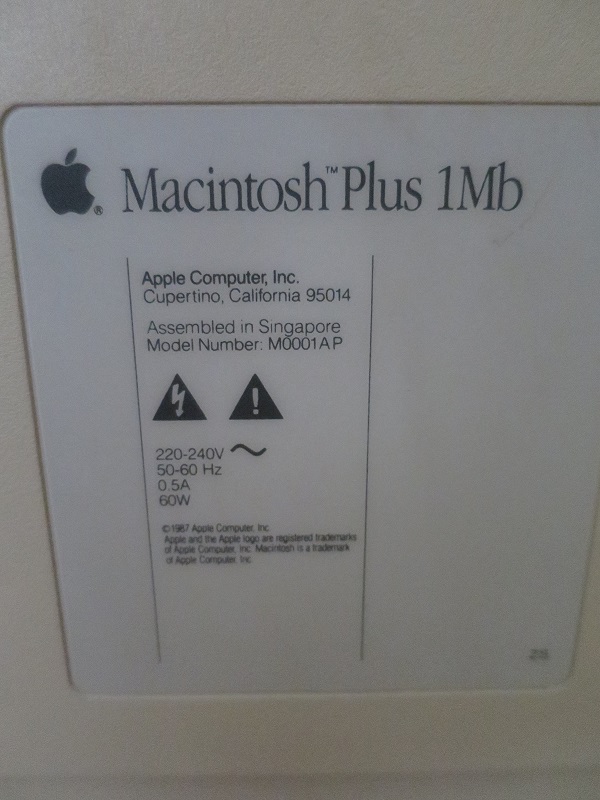 Macintosh™ Plus 1Mb
Apple Computer, Inc.
Cupertino, California 95014
Assembled in Singapore
Model Number: M0001AP
220-240V
50-60 Hz
0.5A
60W
©1987 Apple Computer, Inc.
Apple and the Apple logo are registered trademarks
of Apple Computer, Inc. Macintosh is a trademark
of Apple Computer, Inc.